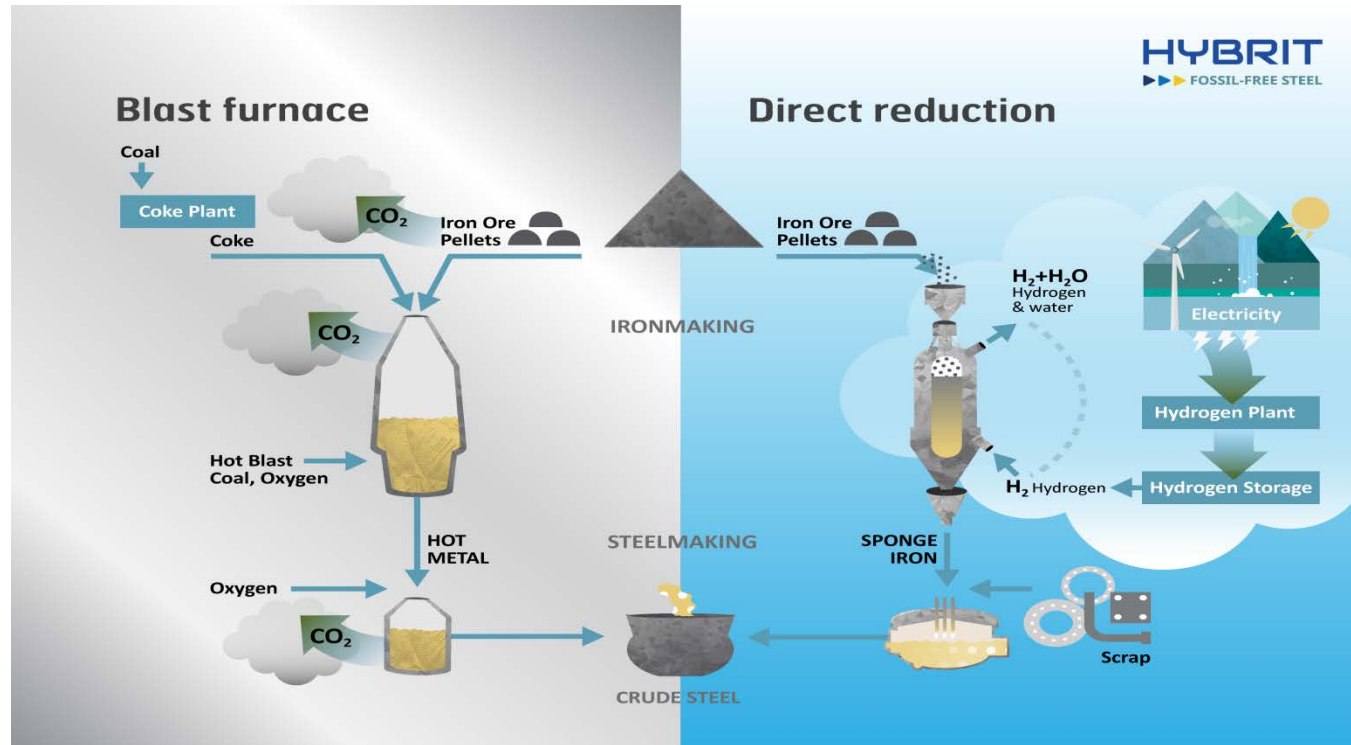 HYBRIT
FOSSIL-FREE STEEL
Blast furnace
Coal
Coke Plant
Coke
CO₂
Iron Ore
Pellets
CO₂
Hot Blast
Coal, Oxygen
HOT
METAL
Oxygen
CO₂
IRONMAKING
STEELMAKING
CRUDE STEEL
Direct reduction
Iron Ore
Pellets
H₂+H₂O
Hydrogen
& water
Electricity
Hydrogen Plant
Hydrogen Storage
H₂ Hydrogen
SPONGE
IRON
Scrap